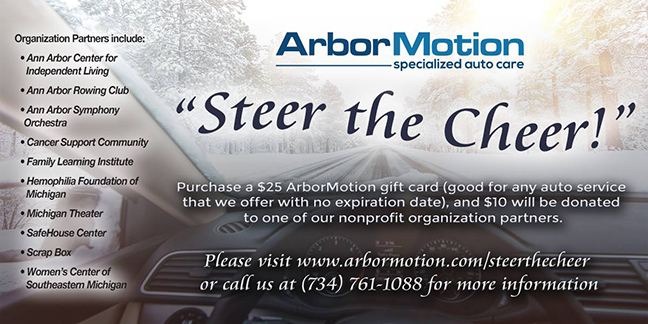 Organization Partners include:
• Ann Arbor Center for
Independent Living
• Ann Arbor Rowing Club
• Ann Arbor Symphony
Orchestra
• Cancer Support Community
• Family Learning Institute
• Hemophilia Foundation of
Michigan
• Michigan Theater
• SafeHouse Center
• Scrap Box
• Women's Center of
Southeastern Michigan
ArborMotion
specialized auto care
“Steer the Cheer!”
Purchase a $25 ArborMotion gift card (good for any auto service
that we offer with no expiration date), and $10 will be donated
to one of our nonprofit organization partners.
Please visit www.arbormotion.com/steerthecheer
or call us at (734) 761-1088 for more information